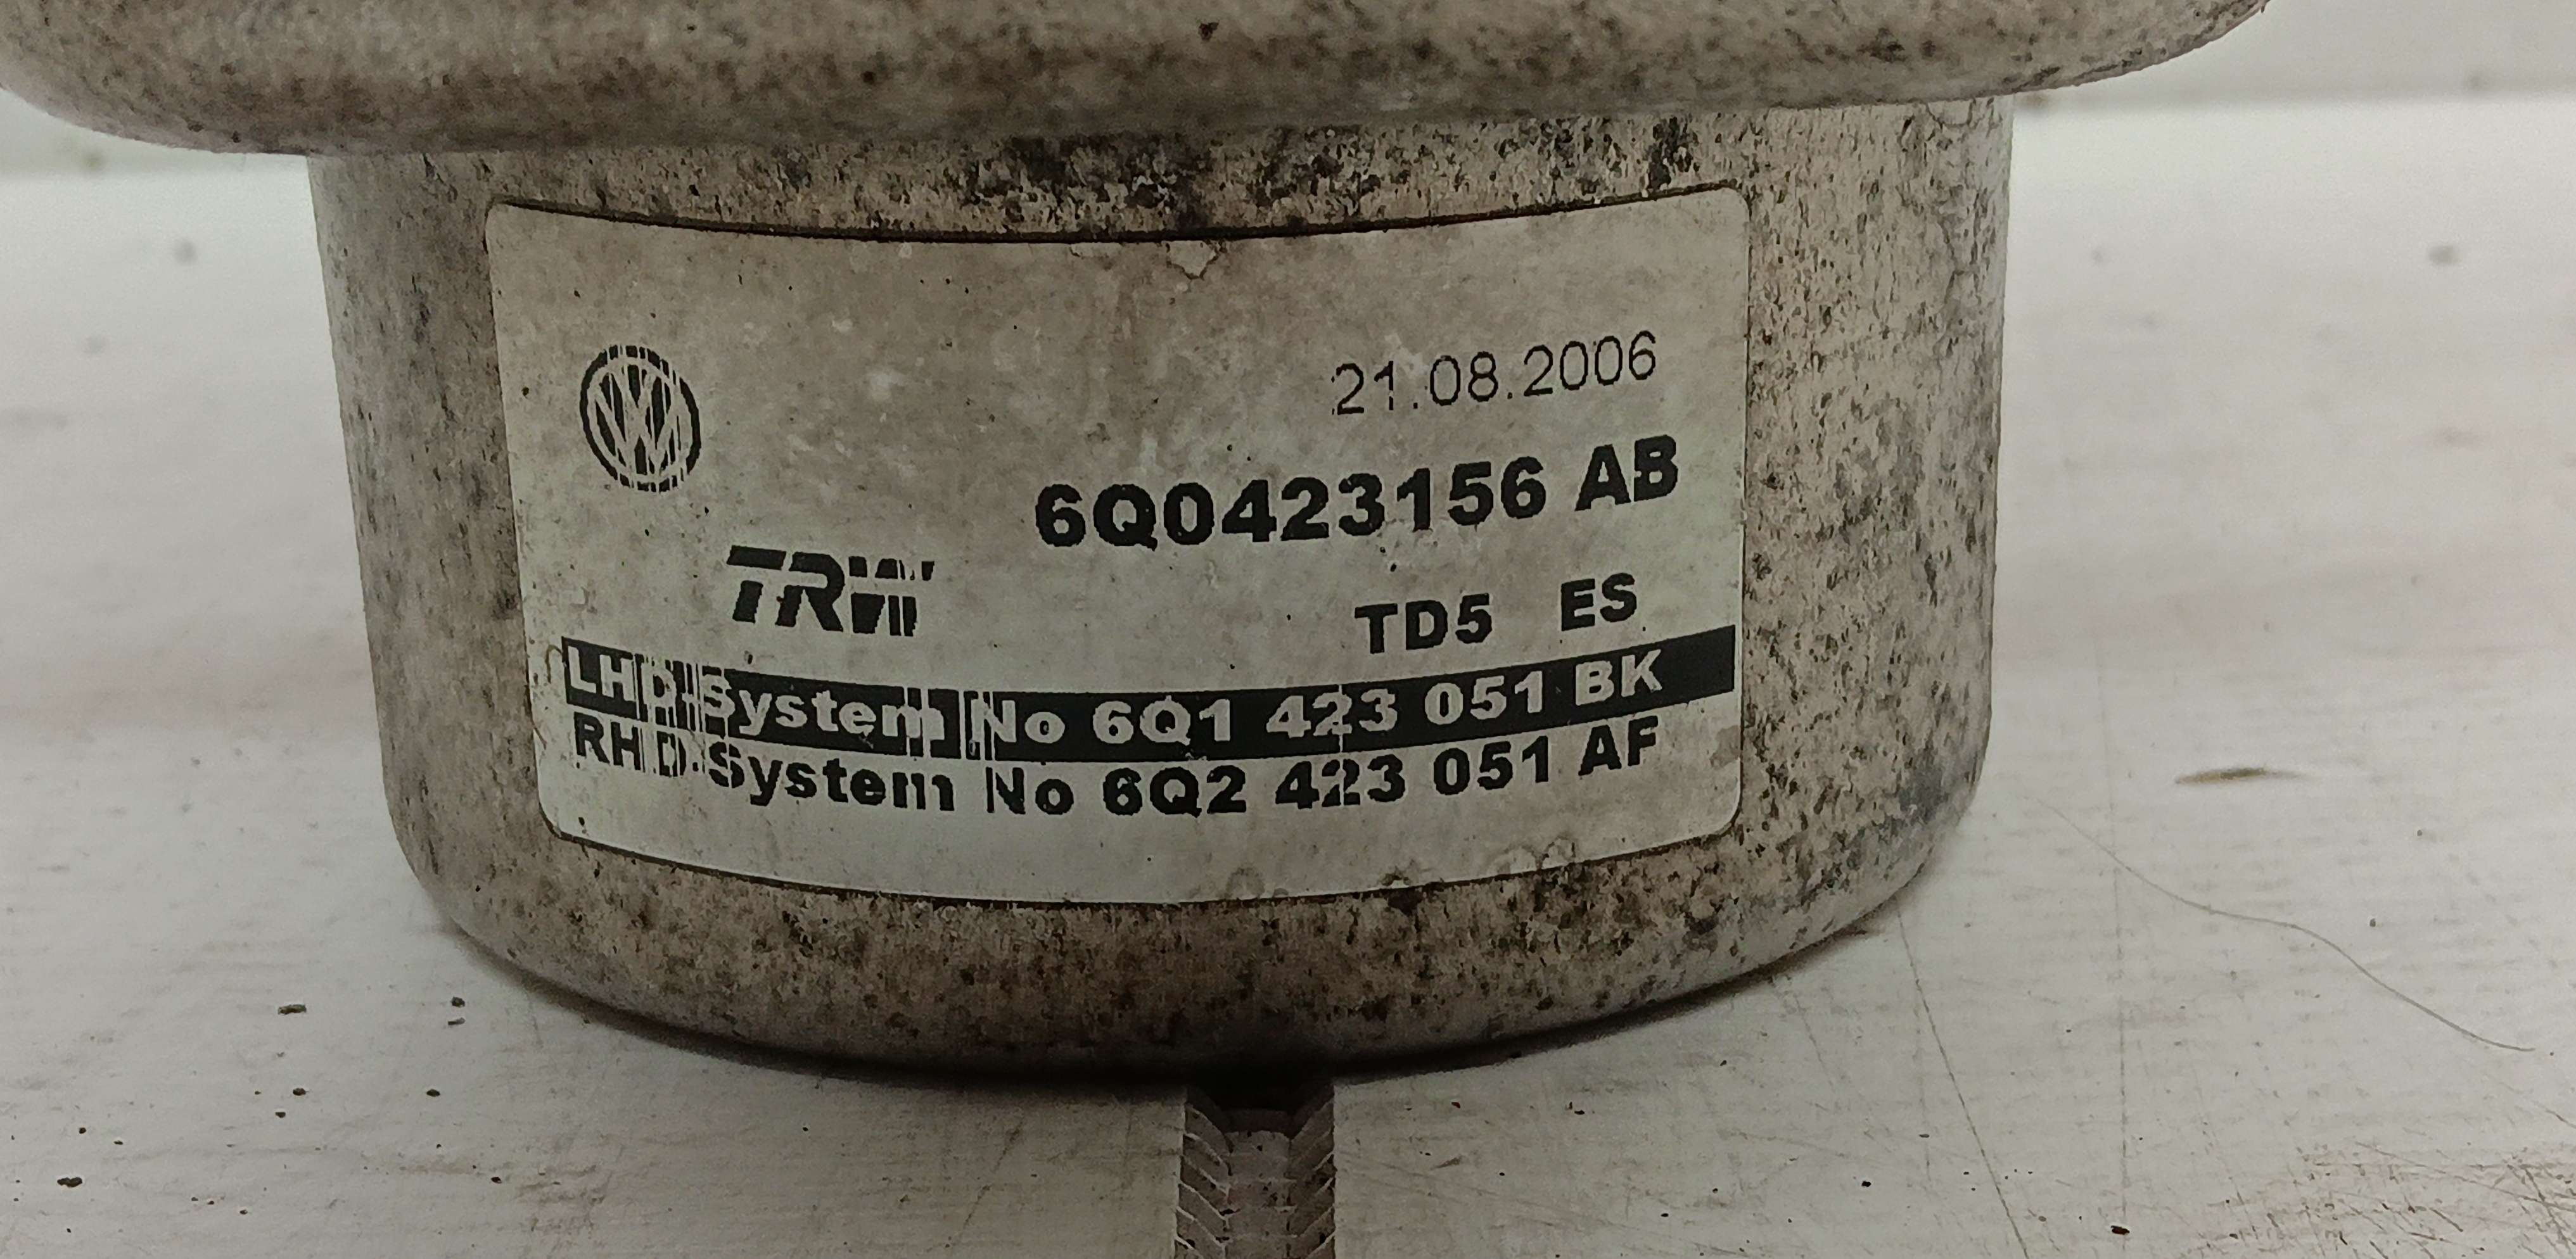 21.08.2006
6Q0423156 AB
TRW
TD5 ES
LHD-System No 6Q1 423 051 BK
RHD-System No 6Q2 423 051 AF